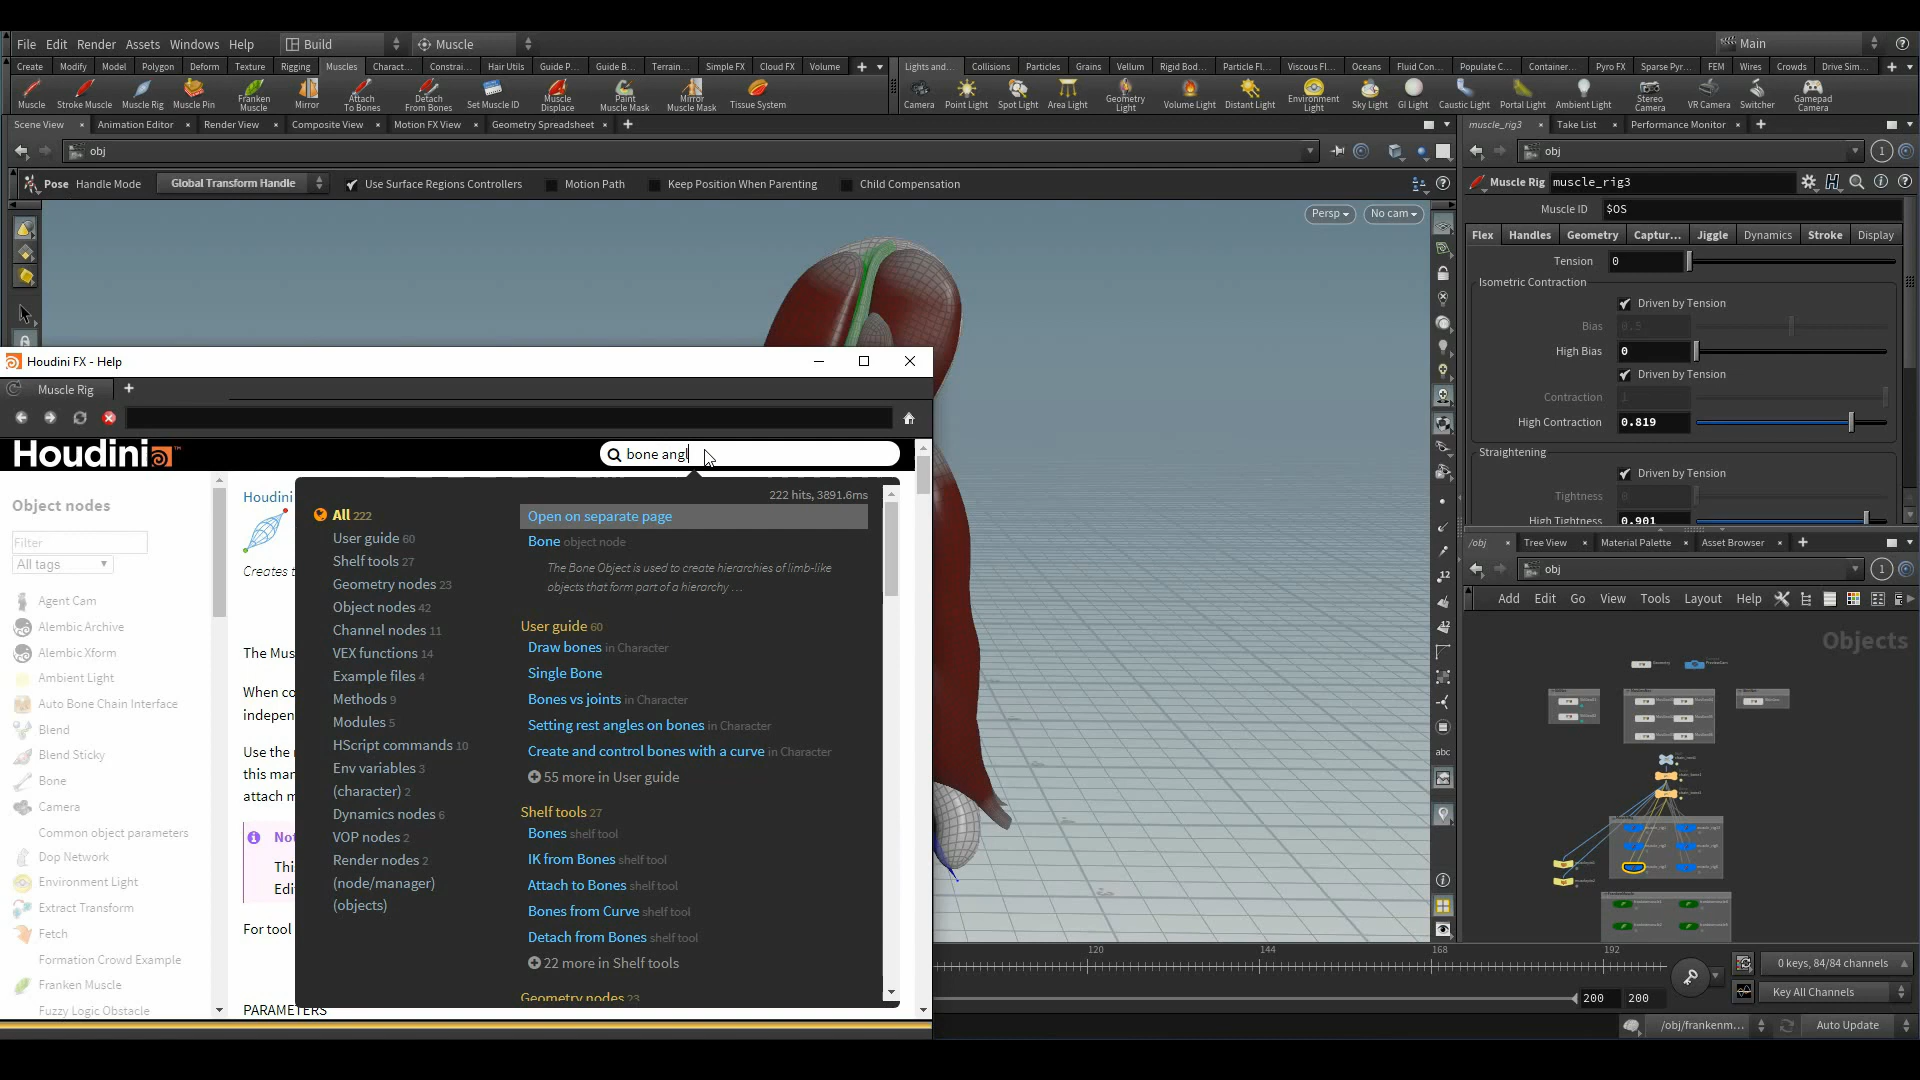 File Edit Render Assets Windows Help Build Muscle Main
Create Modify Model Polygon Deform Texture Rigging Muscles Charact... Constrai... Hair Utils Guide P... Guide B... Terrain... Simple FX Cloud FX Volume
Lights and... Collisions Particles Grains Vellum Rigid Bod... Particle Fl... Viscous Fl... Oceans Fluid Con... Populate C... Container... Pyro FX Sparse Pyr... FEM Wires Crowds Drive Sim...
Muscle Stroke Muscle Muscle Rig Muscle Pin Franken Muscle Mirror Attach To Bones Detach From Bones Set Muscle ID Muscle Displace Paint Muscle Mask Mirror Muscle Mask Tissue System
Camera Point Light Spot Light Area Light Geometry Light Volume Light Distant Light Environment Light Sky Light GI Light Caustic Light Portal Light Ambient Light Stereo Camera VR Camera Switcher Gamepad Camera
Scene View Animation Editor Render View Composite View Motion FX View Geometry Spreadsheet
muscle_rig3 Take List Performance Monitor
obj
obj
Pose Handle Mode Global Transform Handle Use Surface Regions Controllers Motion Path Keep Position When Parenting Child Compensation
Muscle Rig muscle_rig3
Persp No cam
Muscle ID $OS
Flex Handles Geometry Captur... Jiggle Dynamics Stroke Display
Tension 0
Isometric Contraction
Driven by Tension
Bias 0.5
High Bias 0
Driven by Tension
Contraction 1
High Contraction 0.819
Straightening
Driven by Tension
Tightness 0
High Tightness 0.901
/obj Tree View Material Palette Asset Browser
obj
Add Edit Go View Tools Layout Help
Objects
Houdini FX - Help
Muscle Rig
Houdini
bone angl
222 hits, 3891.6ms
Object nodes
Filter
All tags
Agent Cam
Alembic Archive
Alembic Xform
Ambient Light
Auto Bone Chain Interface
Blend
Blend Sticky
Bone
Camera
Common object parameters
Dop Network
Environment Light
Extract Transform
Fetch
Formation Crowd Example
Franken Muscle
Fuzzy Logic Obstacle
Houdini
Creates t
The Mus
When co
indepen
Use the
this mar
attach m
Not
Thi
Edi
For tool
PARAMETERS
All 222
User guide 60
Shelf tools 27
Geometry nodes 23
Object nodes 42
Channel nodes 11
VEX functions 14
Example files 4
Methods 9
Modules 5
HScript commands 10
Env variables 3
(character) 2
Dynamics nodes 6
VOP nodes 2
Render nodes 2
(node/manager)
(objects)
Open on separate page
Bone object node
The Bone Object is used to create hierarchies of limb-like
objects that form part of a hierarchy ...
User guide 60
Draw bones in Character
Single Bone
Bones vs joints in Character
Setting rest angles on bones in Character
Create and control bones with a curve in Character
55 more in User guide
Shelf tools 27
Bones shelf tool
IK from Bones shelf tool
Attach to Bones shelf tool
Bones from Curve shelf tool
Detach from Bones shelf tool
22 more in Shelf tools
Geometry nodes 23
120 144 168 192
200 200
0 keys, 84/84 channels
Key All Channels
/obj/frankenm... Auto Update